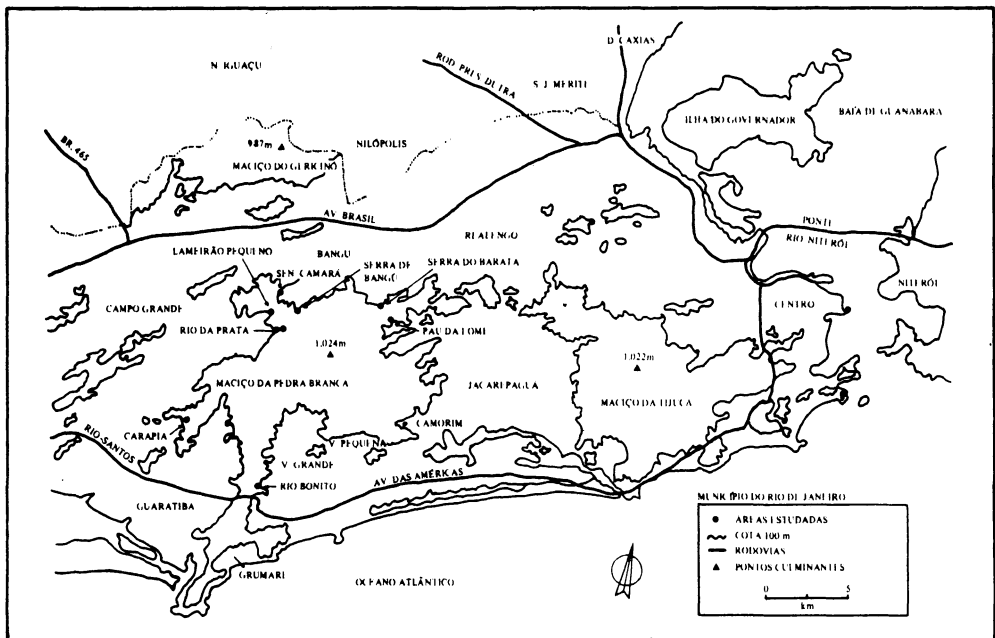 D. CAXIAS
N. IGUAÇU
ROD PRES DUTRA
S. J. MERITI
ILHA DO GOVERNADOR
BAÍA DE GUANABARA
BR. 465
987m
NILÓPOLIS
MACIÇO DO GERICINÓ
AV. BRASIL
PONTE
RIO NITERÓI
REALENGO
LAMEIRÃO PEQUENO
BANGU
SEN. CAMARÁ
SERRA DE
BANGU
SERRA DO BARATA
NITERÓI
CAMPO GRANDE
CENTRO
RIO DA PRATA
PAU DA FOME
1.024m
1.022m
MACIÇO DA PEDRA BRANCA
JACAREPAGUÁ
MACIÇO DA TIJUCA
CARAPIA
CAMORIM
RIO-SANTOS
V. PEQUENA
V. GRANDE
RIO BONITO
AV. DAS AMÉRICAS
GUARATIBA
GRUMARI
OCEANO ATLÂNTICO
MUNICÍPIO DO RIO DE JANEIRO
ÁREAS ESTUDADAS
COTA 100 m
RODOVIAS
PONTOS CULMINANTES
0 5
km